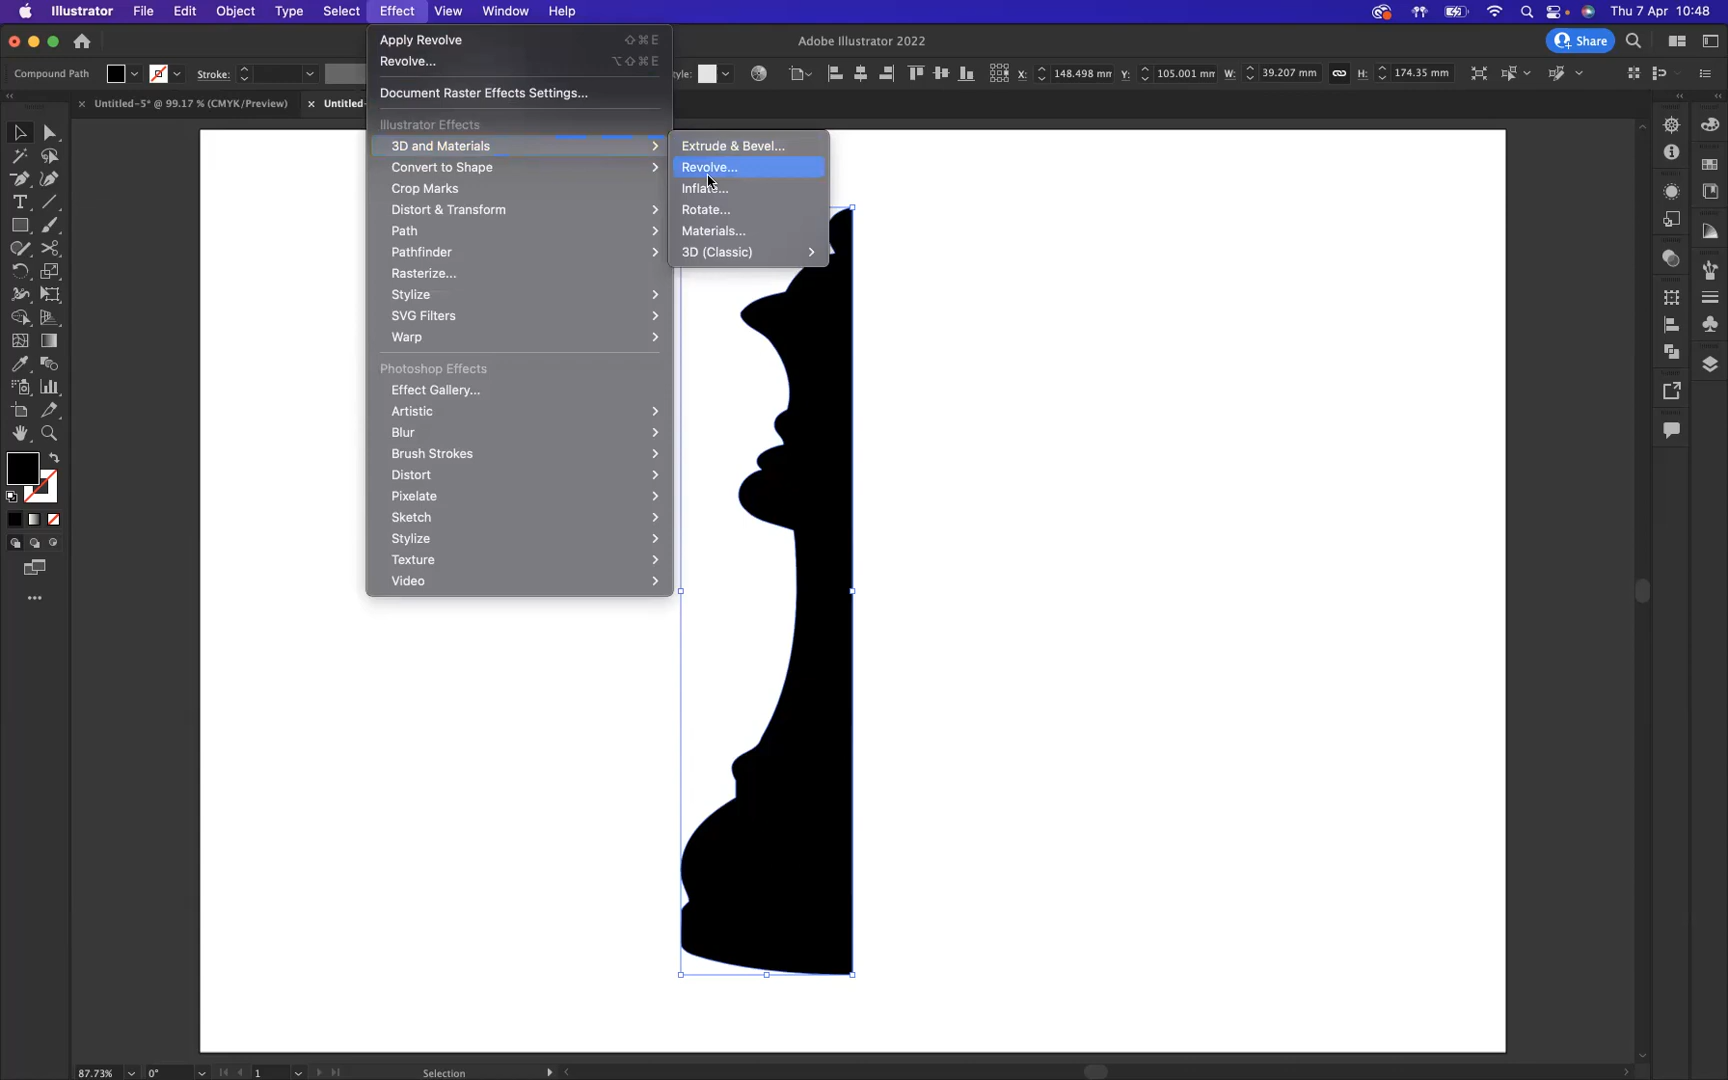 Illustrator File Edit Object Type Select Effect View Window Help Thu 7 Apr 10:48
Adobe Illustrator 2022 Share
Compound Path Stroke: tyle: X: 148.498 mm Y: 105.001 mm W: 39.207 mm H: 174.35 mm
× Untitled-5* @ 99.17 % (CMYK/Preview) × Untitled-
Apply Revolve ⇧⌘E
Revolve... ⌥⇧⌘E
Document Raster Effects Settings...
Illustrator Effects
3D and Materials
Convert to Shape
Crop Marks
Distort & Transform
Path
Pathfinder
Rasterize...
Stylize
SVG Filters
Warp
Photoshop Effects
Effect Gallery...
Artistic
Blur
Brush Strokes
Distort
Pixelate
Sketch
Stylize
Texture
Video
Extrude & Bevel...
Revolve...
Inflate...
Rotate...
Materials...
3D (Classic)
87.73% 0° 1 Selection